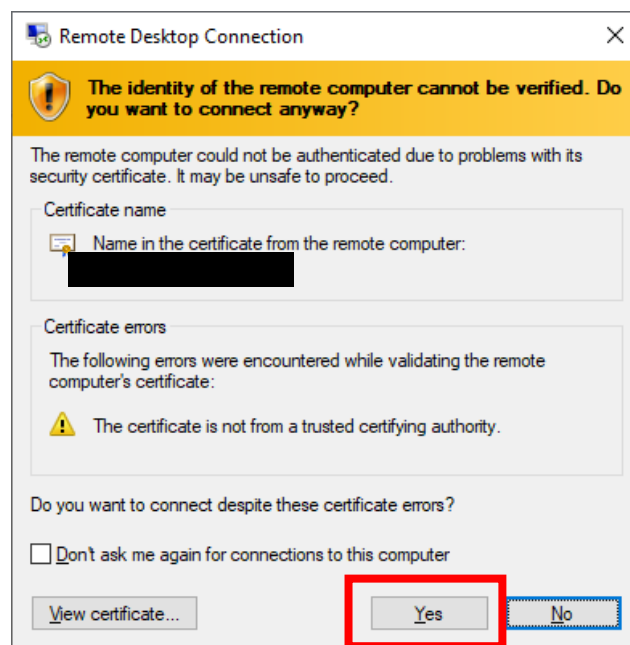 Remote Desktop Connection
The identity of the remote computer cannot be verified. Do
you want to connect anyway?
The remote computer could not be authenticated due to problems with its
security certificate. It may be unsafe to proceed.
Certificate name
Name in the certificate from the remote computer:
Certificate errors
The following errors were encountered while validating the remote
computer's certificate:
The certificate is not from a trusted certifying authority.
Do you want to connect despite these certificate errors?
Don't ask me again for connections to this computer
View certificate... Yes No